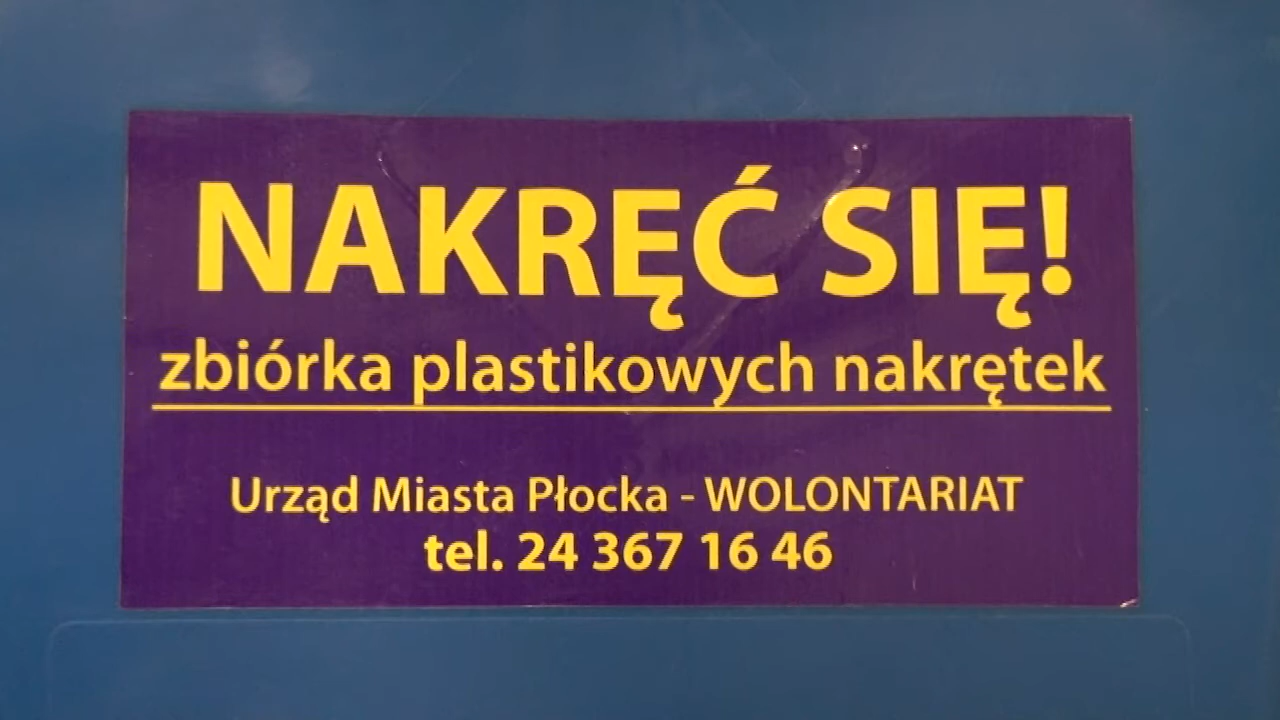 NAKRĘĆ SIĘ!
zbiórka plastikowych nakrętek
Urząd Miasta Płocka - WOLONTARIAT
tel. 24 367 16 46